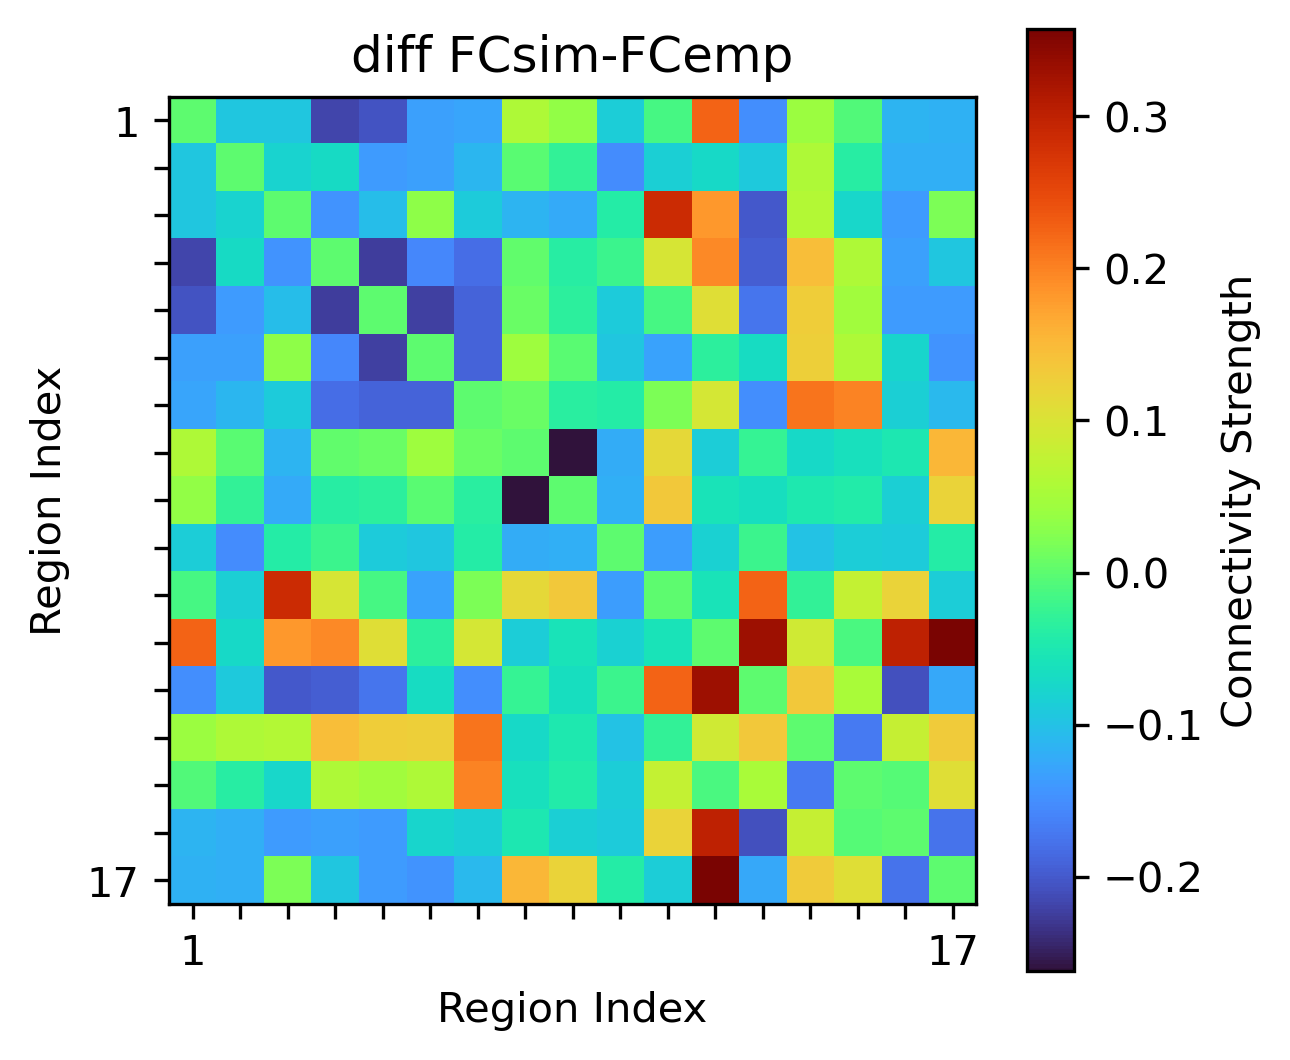 diff FCsim-FCemp
1
17
Region Index
1
17
Region Index
0.3
0.2
0.1
0.0
−0.1
−0.2
Connectivity Strength